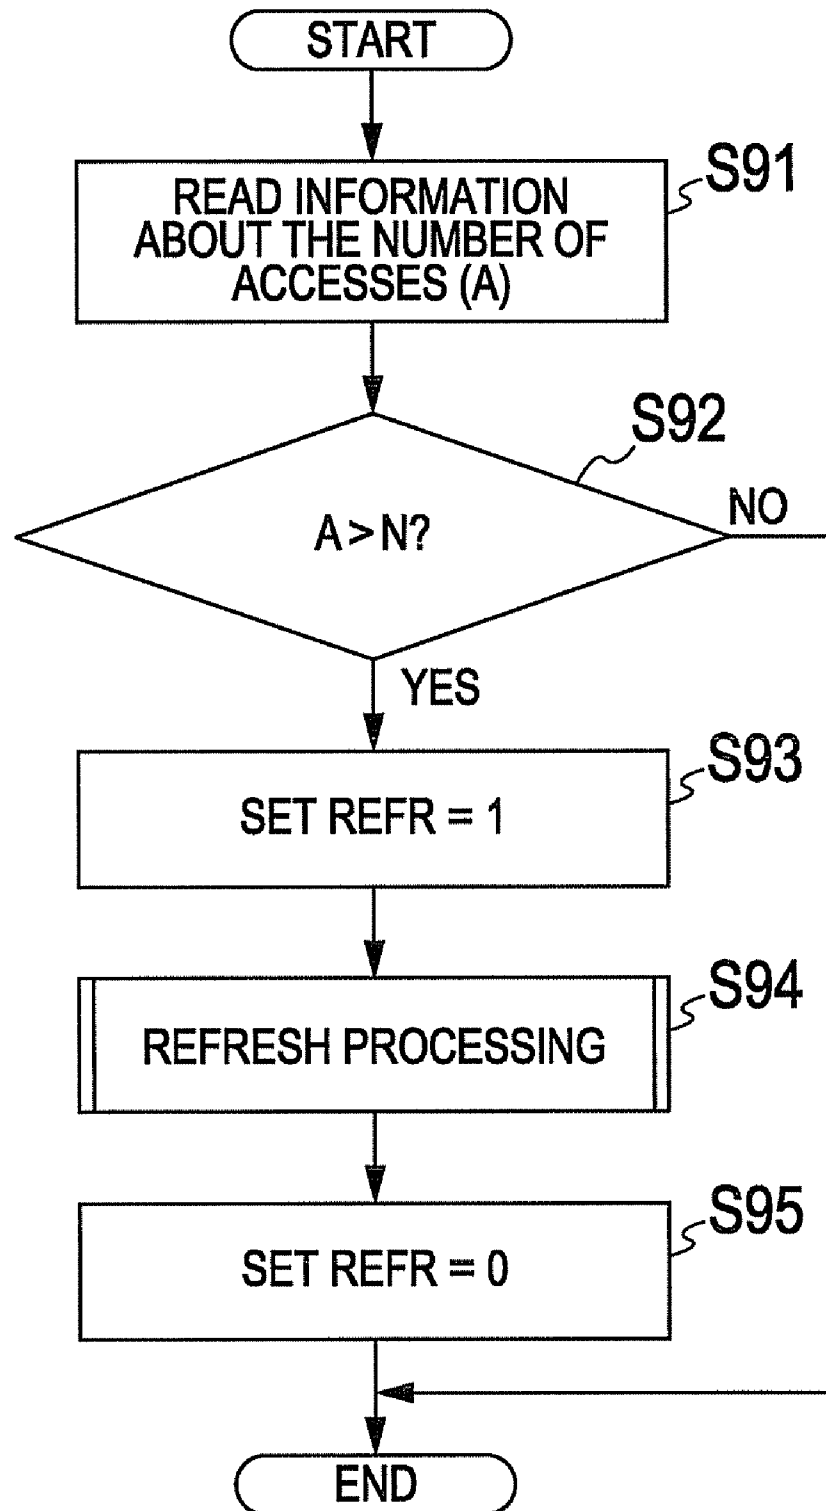 START
S91
READ INFORMATION
ABOUT THE NUMBER OF
ACCESSES (A)
S92
A > N?
NO
YES
S93
SET REFR = 1
S94
REFRESH PROCESSING
S95
SET REFR = 0
END